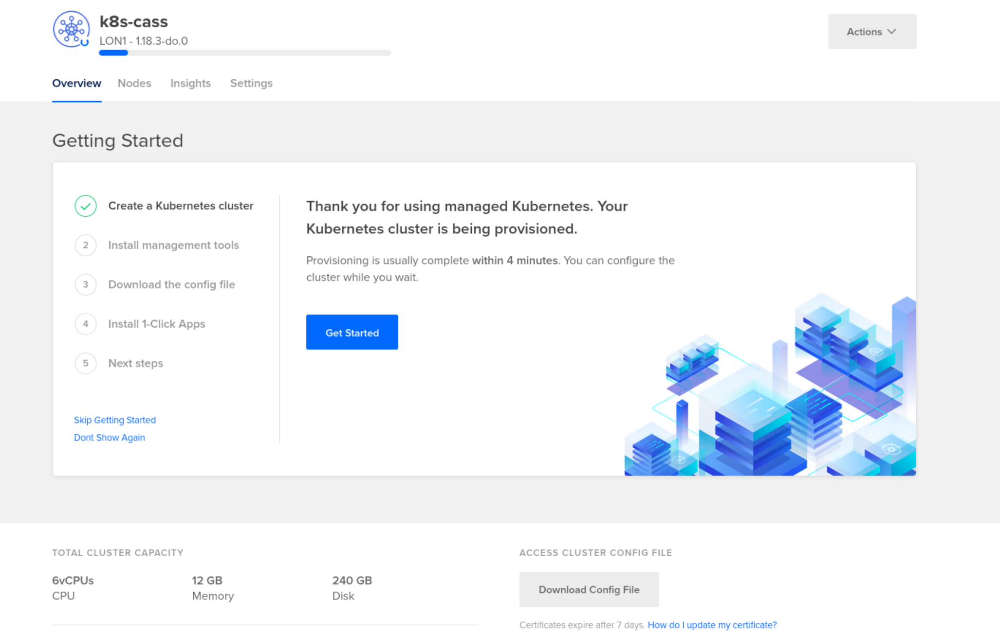 k8s-cass
LON1 - 1.18.3-do.0
Actions
Overview
Nodes
Insights
Settings
Getting Started
Create a Kubernetes cluster
2
Install management tools
3
Download the config file
4
Install 1-Click Apps
5
Next steps
Skip Getting Started
Dont Show Again
Thank you for using managed Kubernetes. Your
Kubernetes cluster is being provisioned.
Provisioning is usually complete within 4 minutes. You can configure the
cluster while you wait.
Get Started
TOTAL CLUSTER CAPACITY
6vCPUs
CPU
12 GB
Memory
240 GB
Disk
ACCESS CLUSTER CONFIG FILE
Download Config File
Certificates expire after 7 days. How do I update my certificate?